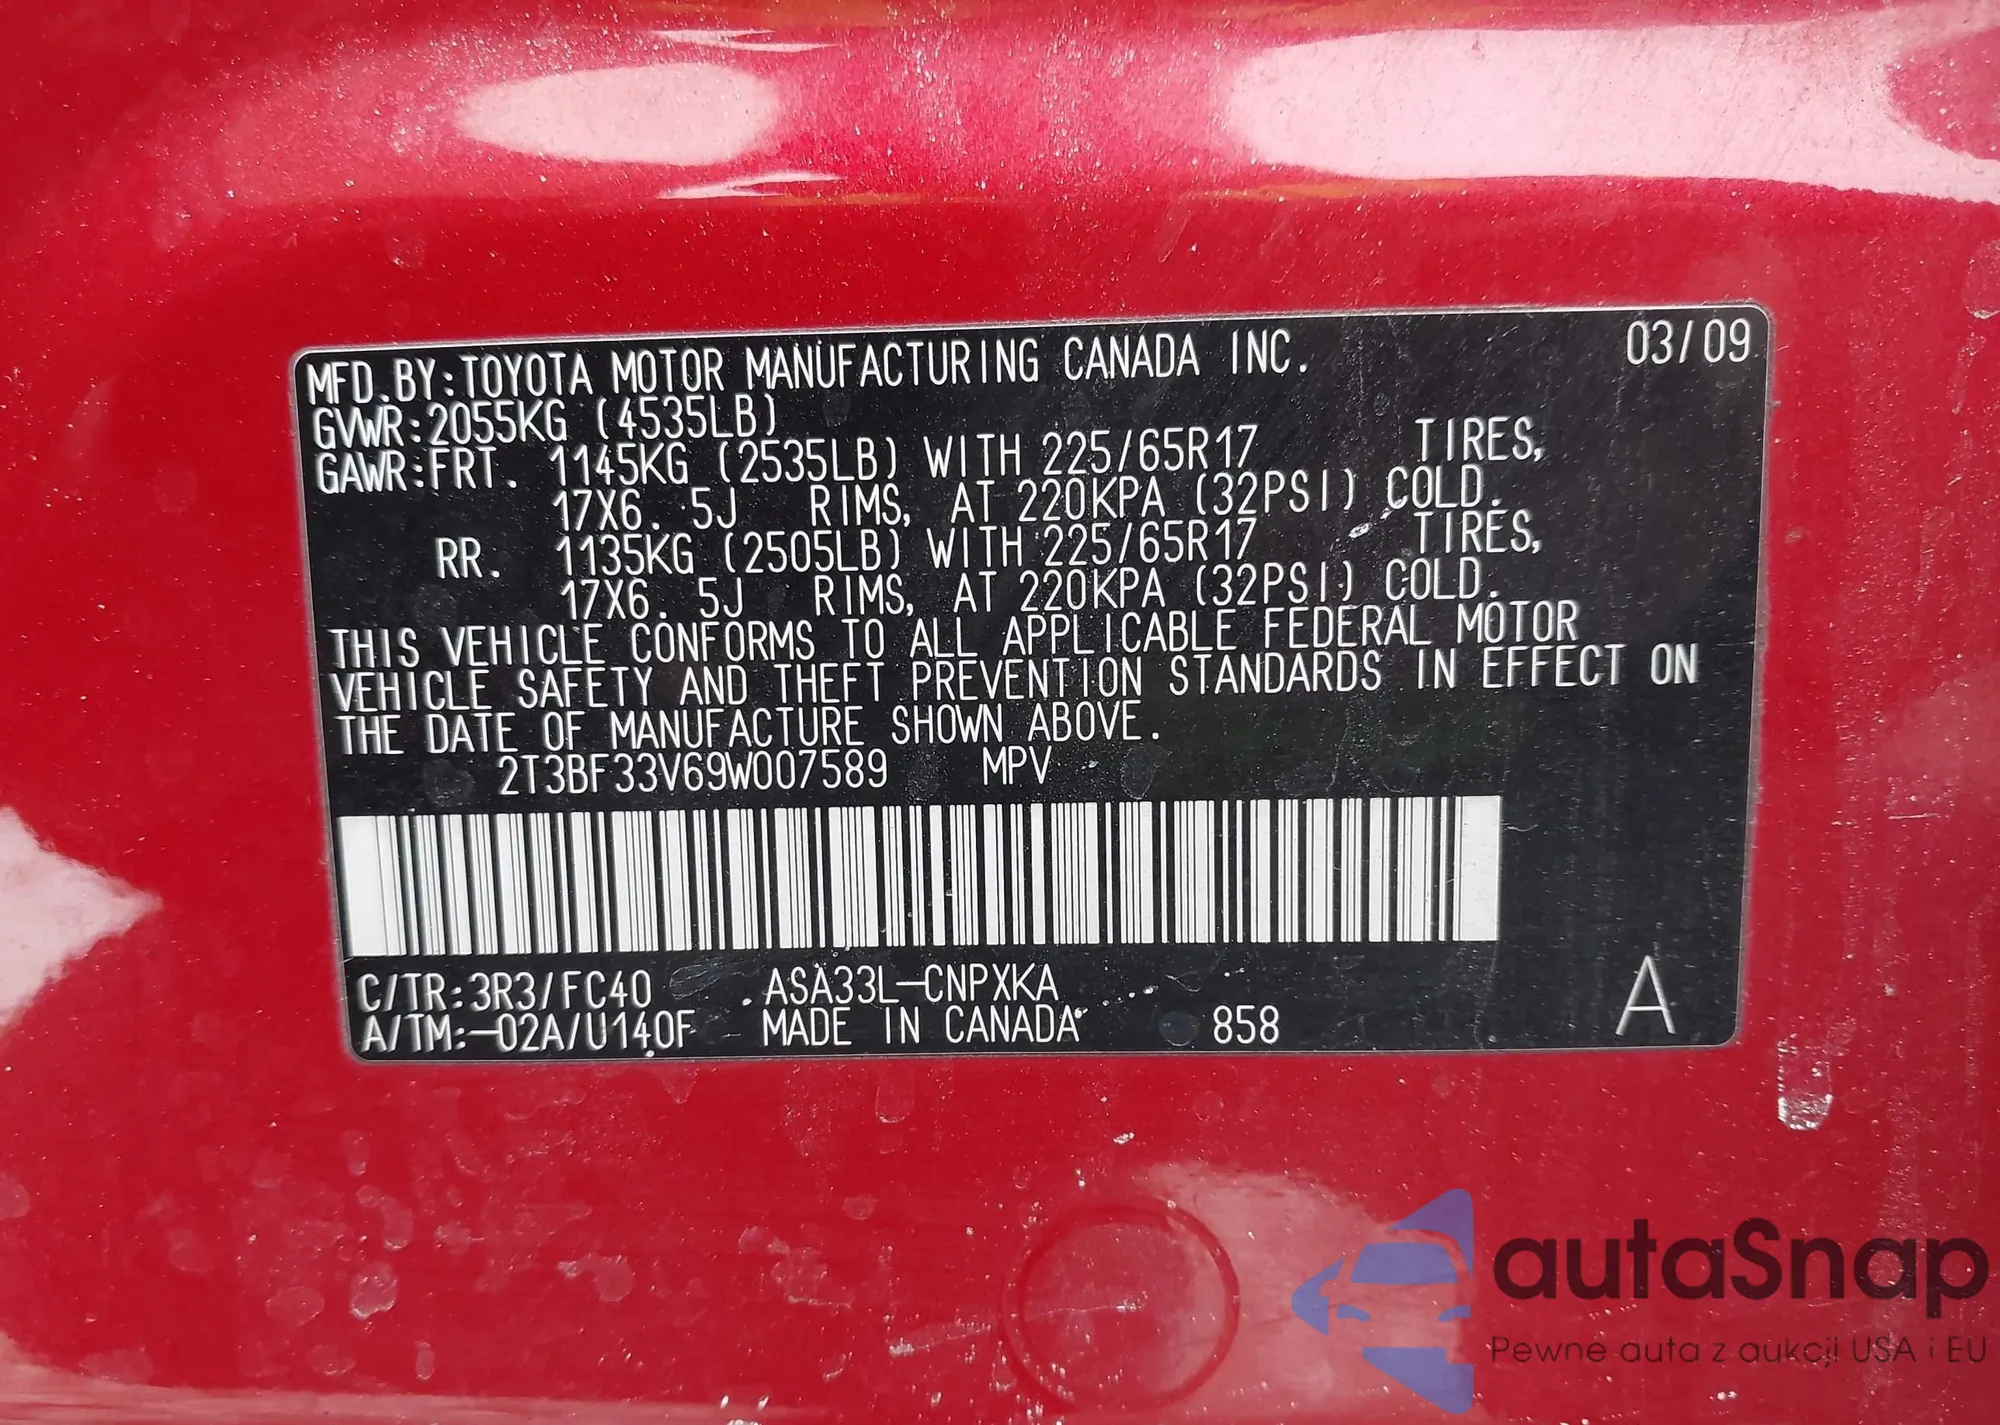 MFD. BY: TOYOTA MOTOR MANUFACTURING CANADA INC. 03/09
GVWR: 2055KG (4535LB)
GAWR: FRT. 1145KG (2535LB) WITH 225/65R17 TIRES,
17X6. 5J RIMS, AT 220KPA (32PSI) COLD.
RR. 1135KG (2505LB) WITH 225/65R17 TIRES,
17X6. 5J RIMS, AT 220KPA (32PSI) COLD.
THIS VEHICLE CONFORMS TO ALL APPLICABLE FEDERAL MOTOR
VEHICLE SAFETY AND THEFT PREVENTION STANDARDS IN EFFECT ON
THE DATE OF MANUFACTURE SHOWN ABOVE.
2T3BF33V69W007589 MPV
C/TR: 3R3/FC40 ASA33L-CNPXKA
A/TM: -02A/U140F MADE IN CANADA 858 A
autaSnap
Pewne auta z aukcji USA i EU